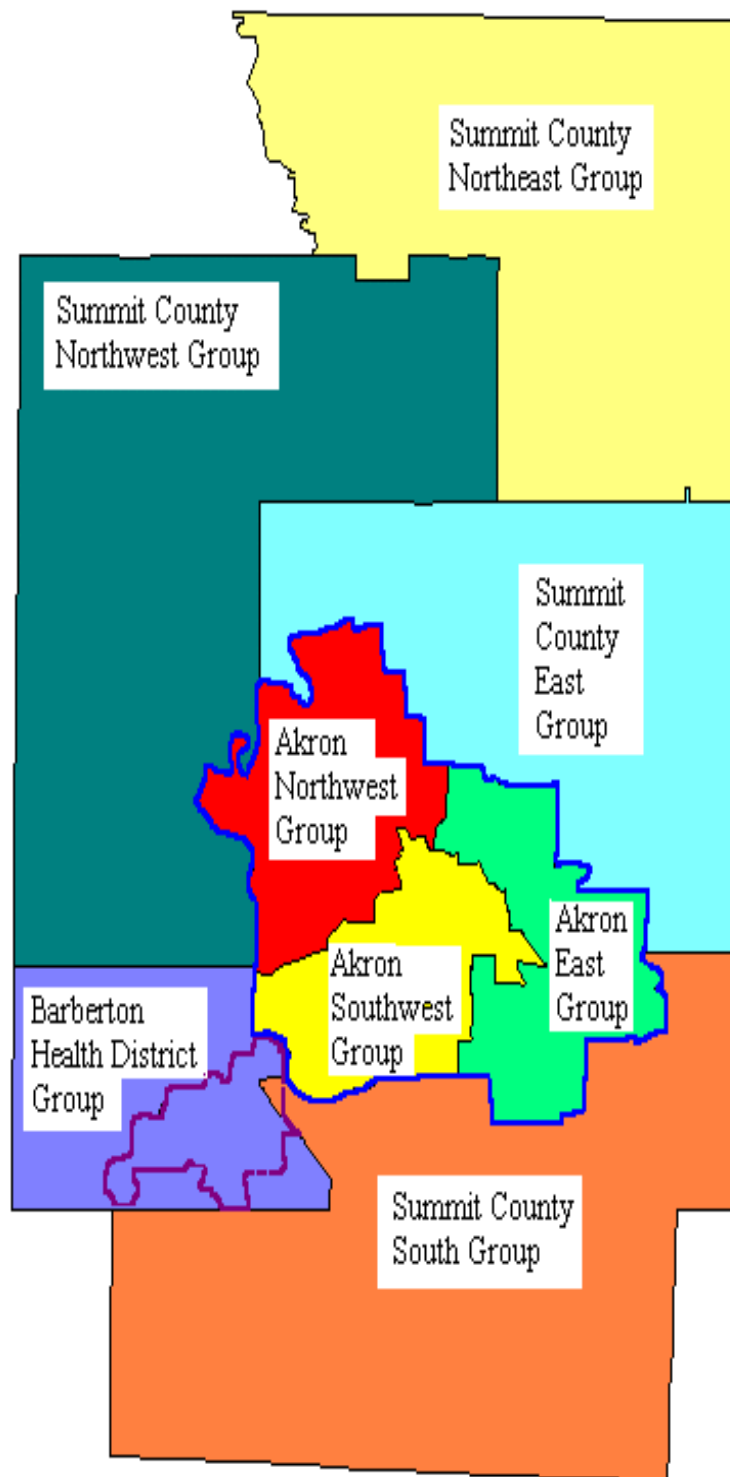 Summit County
Northeast Group
Summit County
Northwest Group
Summit
County
East
Group
Akron
Northwest
Group
Akron
East
Group
Akron
Southwest
Group
Barberton
Health District
Group
Summit County
South Group